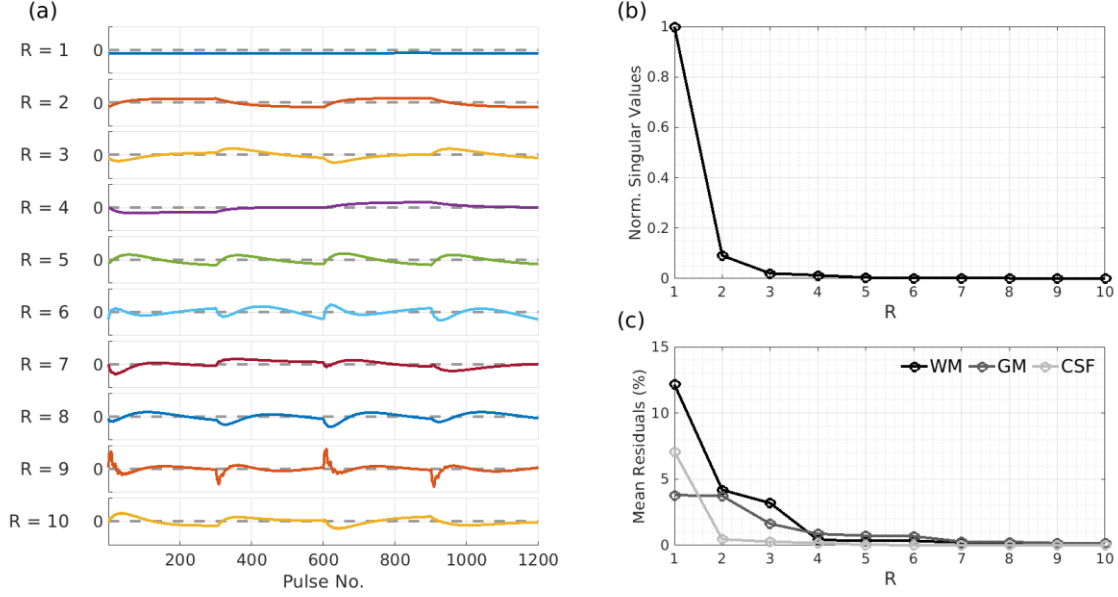 (a)
R = 1
0
R = 2
0
R = 3
0
R = 4
0
R = 5
0
R = 6
0
R = 7
0
R = 8
0
R = 9
0
R = 10
0
200 400 600 800 1000 1200
Pulse No.
(b)
1
0.8
0.6
0.4
0.2
0
Norm. Singular Values
1 2 3 4 5 6 7 8 9 10
R
(c)
15
10
5
0
Mean Residuals (%)
WM GM CSF
1 2 3 4 5 6 7 8 9 10
R